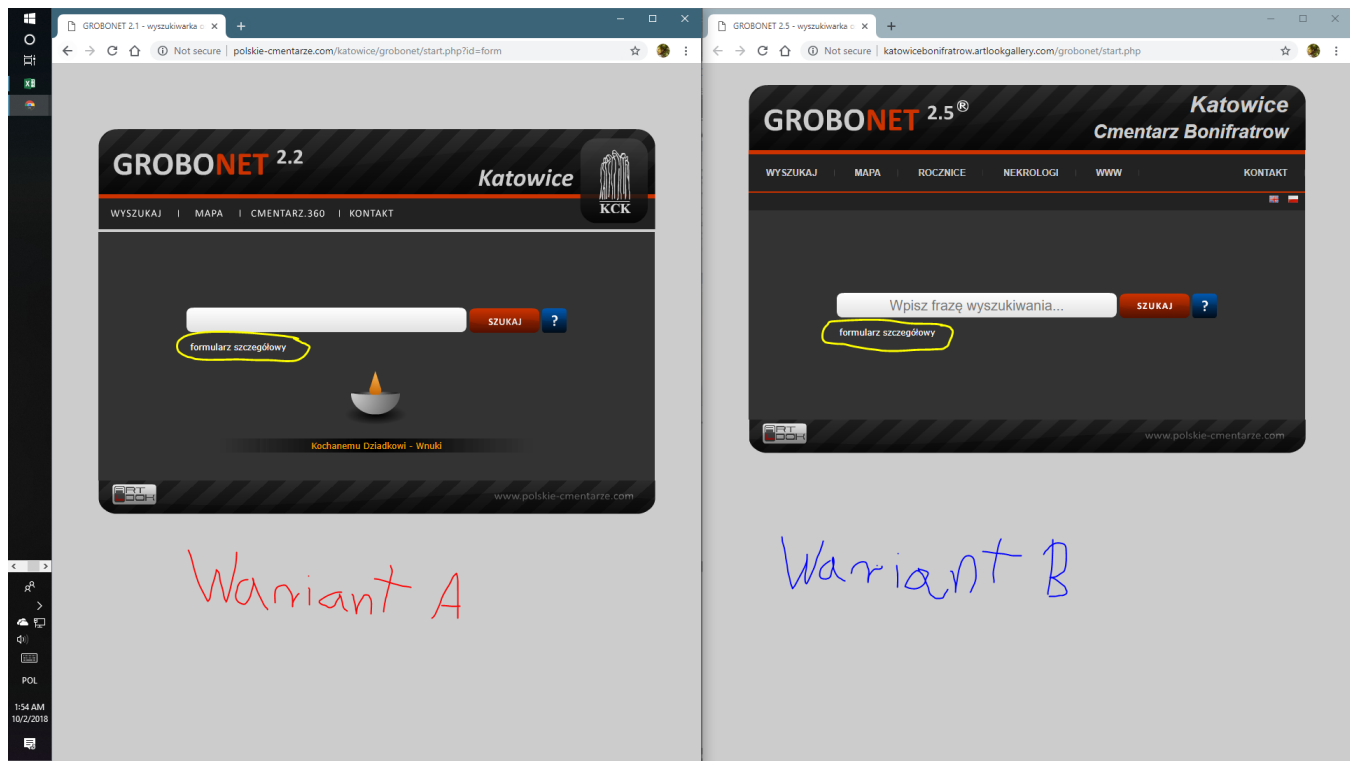 GROBONET 2.1 - wyszukiwarka o
Not secure | polskie-cmentarze.com/katowice/grobonet/start.php?id=form
GROBONET 2.2
Katowice
KCK
WYSZUKAJ | MAPA | CMENTARZ.360 | KONTAKT
SZUKAJ ?
formularz szczegółowy
Kochanemu Dziadkowi - Wnuki
ART
LOOK
www.polskie-cmentarze.com
Wariant A
GROBONET 2.5 - wyszukiwarka o
Not secure | katowicebonifratrow.artlookgallery.com/grobonet/start.php
GROBONET 2.5®
Katowice
Cmentarz Bonifratrow
WYSZUKAJ | MAPA | ROCZNICE | NEKROLOGI | WWW | KONTAKT
Wpisz frazę wyszukiwania... SZUKAJ ?
formularz szczegółowy
ART
LOOK
www.polskie-cmentarze.com
Wariant B
POL
1:54 AM
10/2/2018